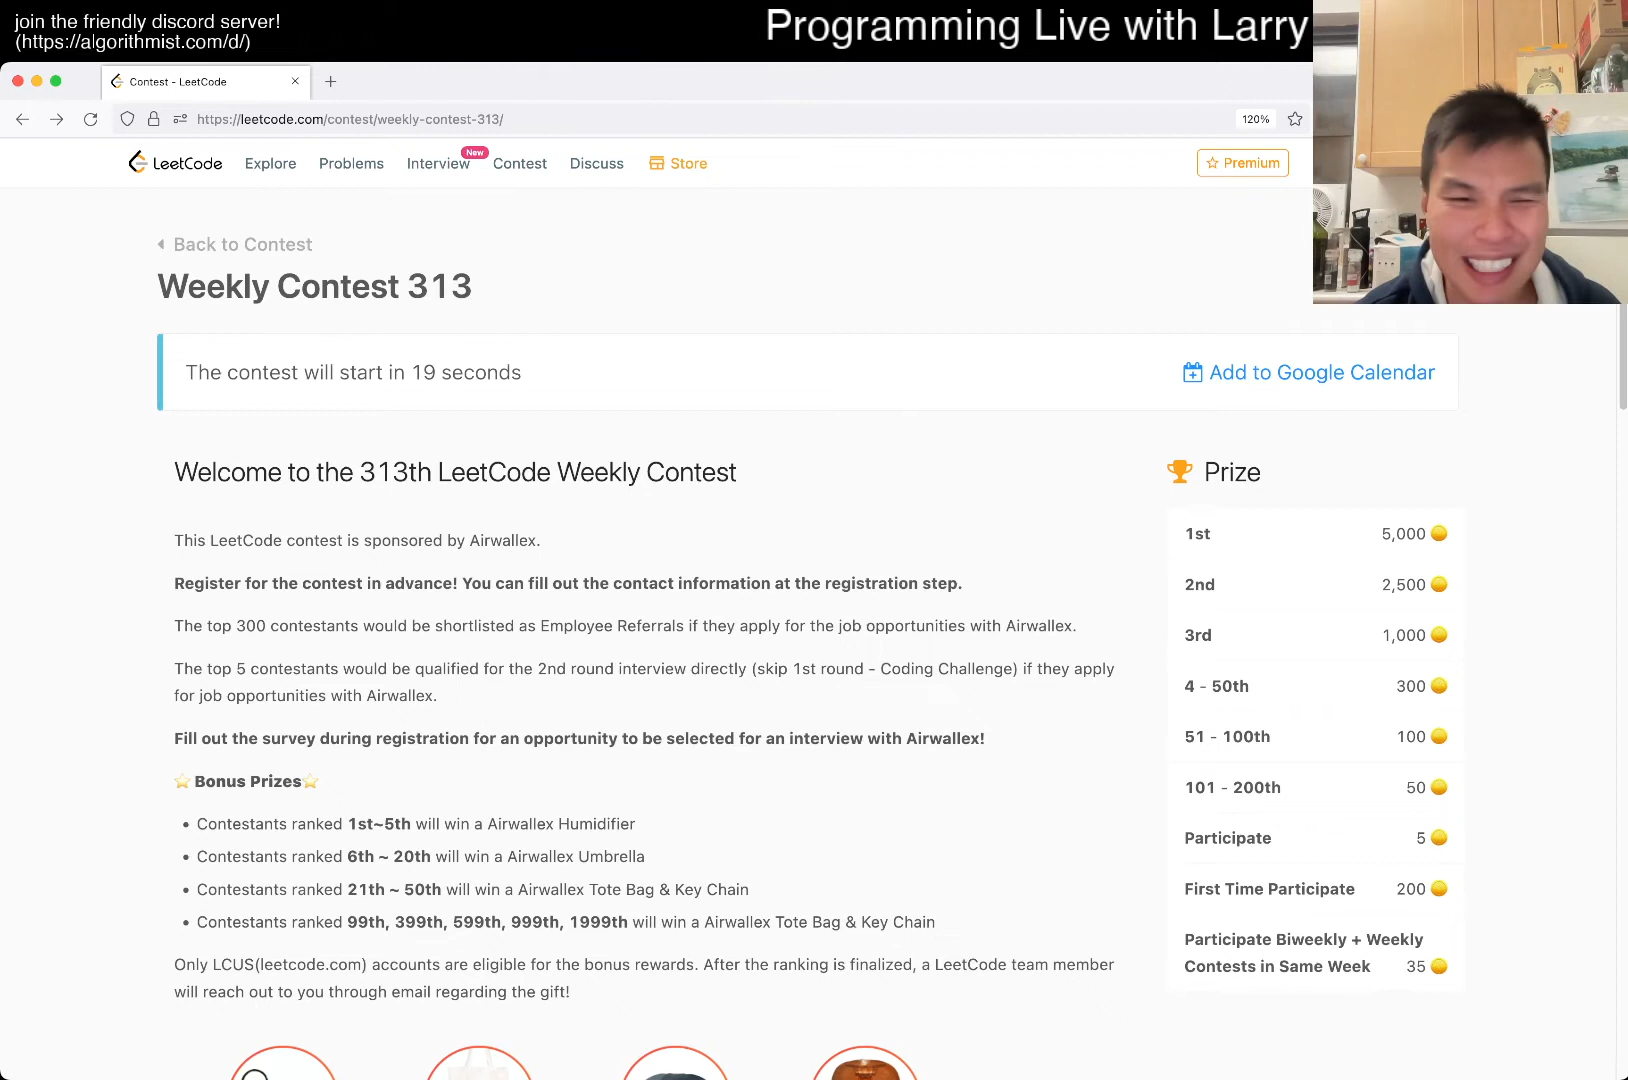 join the friendly discord server!
(https://algorithmist.com/d/)
Programming Live with Larry
Contest - LeetCode
https://leetcode.com/contest/weekly-contest-313/
120%
LeetCode Explore Problems Interview New Contest Discuss Store Premium
Back to Contest
Weekly Contest 313
The contest will start in 19 seconds
Add to Google Calendar
Welcome to the 313th LeetCode Weekly Contest
This LeetCode contest is sponsored by Airwallex.
Register for the contest in advance! You can fill out the contact information at the registration step.
The top 300 contestants would be shortlisted as Employee Referrals if they apply for the job opportunities with Airwallex.
The top 5 contestants would be qualified for the 2nd round interview directly (skip 1st round - Coding Challenge) if they apply
for job opportunities with Airwallex.
Fill out the survey during registration for an opportunity to be selected for an interview with Airwallex!
⭐Bonus Prizes⭐
• Contestants ranked 1st~5th will win a Airwallex Humidifier
• Contestants ranked 6th ~ 20th will win a Airwallex Umbrella
• Contestants ranked 21th ~ 50th will win a Airwallex Tote Bag & Key Chain
• Contestants ranked 99th, 399th, 599th, 999th, 1999th will win a Airwallex Tote Bag & Key Chain
Only LCUS(leetcode.com) accounts are eligible for the bonus rewards. After the ranking is finalized, a LeetCode team member
will reach out to you through email regarding the gift!
Prize
1st 5,000
2nd 2,500
3rd 1,000
4 - 50th 300
51 - 100th 100
101 - 200th 50
Participate 5
First Time Participate 200
Participate Biweekly + Weekly
Contests in Same Week 35